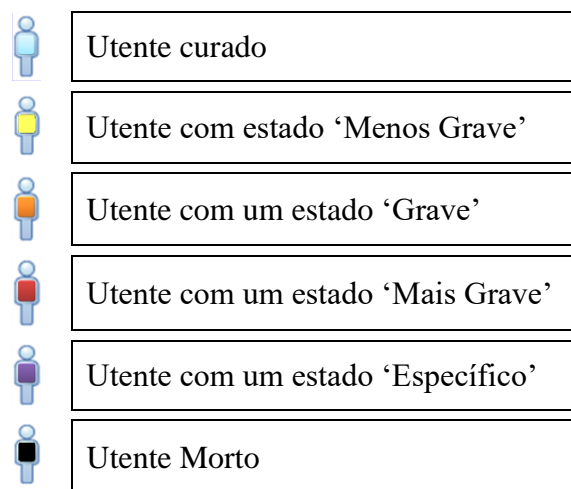 Utente curado
Utente com estado ‘Menos Grave’
Utente com um estado ‘Grave’
Utente com um estado ‘Mais Grave’
Utente com um estado ‘Específico’
Utente Morto